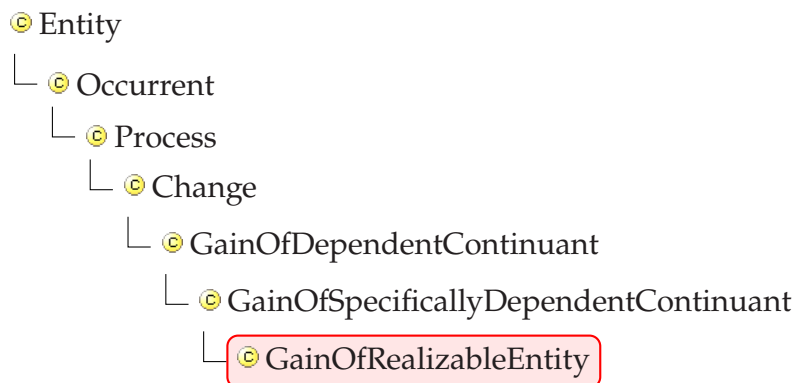 Entity
Occurrent
Process
Change
GainOfDependentContinuant
GainOfSpecificallyDependentContinuant
GainOfRealizableEntity